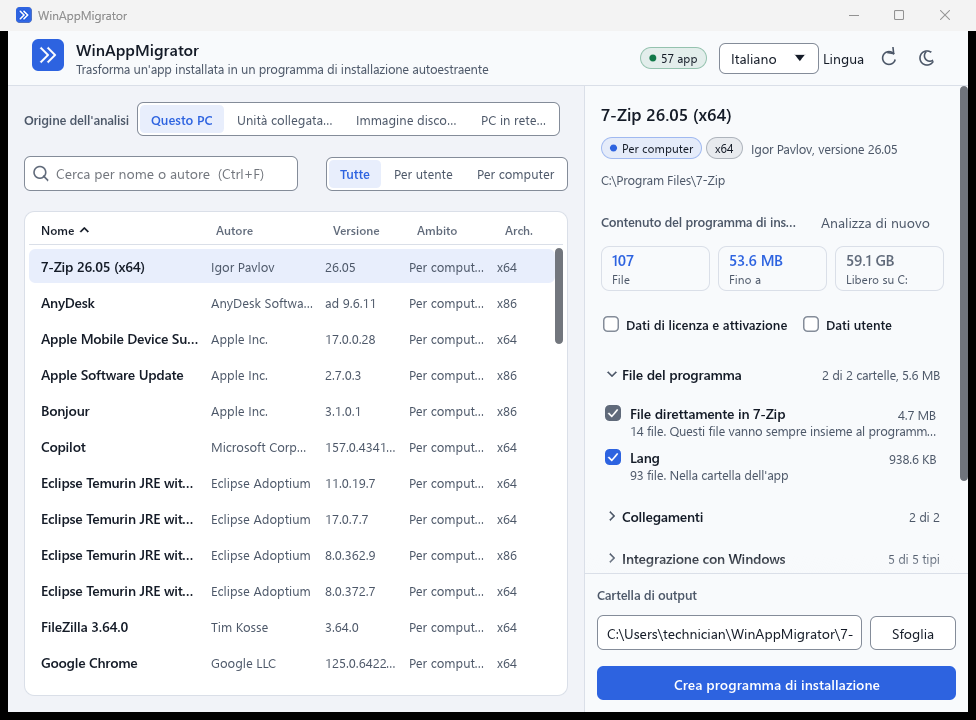 WinAppMigrator
WinAppMigrator
Trasforma un'app installata in un programma di installazione autoestraente
57 app
Italiano
Lingua
Origine dell'analisi
Questo PC
Unità collegata...
Immagine disco...
PC in rete...
Cerca per nome o autore (Ctrl+F)
Tutte
Per utente
Per computer
Nome Autore Versione Ambito Arch.
7-Zip 26.05 (x64) Igor Pavlov 26.05 Per comput... x64
AnyDesk AnyDesk Softwa... ad 9.6.11 Per comput... x86
Apple Mobile Device Su... Apple Inc. 17.0.0.28 Per comput... x64
Apple Software Update Apple Inc. 2.7.0.3 Per comput... x86
Bonjour Apple Inc. 3.1.0.1 Per comput... x86
Copilot Microsoft Corp... 157.0.4341... Per comput... x64
Eclipse Temurin JRE wit... Eclipse Adoptium 11.0.19.7 Per comput... x64
Eclipse Temurin JRE wit... Eclipse Adoptium 17.0.7.7 Per comput... x64
Eclipse Temurin JRE wit... Eclipse Adoptium 8.0.362.9 Per comput... x86
Eclipse Temurin JRE wit... Eclipse Adoptium 8.0.372.7 Per comput... x64
FileZilla 3.64.0 Tim Kosse 3.64.0 Per comput... x64
Google Chrome Google LLC 125.0.6422... Per comput... x64
7-Zip 26.05 (x64)
Per computer x64 Igor Pavlov, versione 26.05
C:\Program Files\7-Zip
Contenuto del programma di ins... Analizza di nuovo
107
File
53.6 MB
Fino a
59.1 GB
Libero su C:
Dati di licenza e attivazione
Dati utente
File del programma 2 di 2 cartelle, 5.6 MB
File direttamente in 7-Zip 4.7 MB
14 file. Questi file vanno sempre insieme al programm...
Lang 938.6 KB
93 file. Nella cartella dell'app
Collegamenti 2 di 2
Integrazione con Windows 5 di 5 tipi
Cartella di output
C:\Users\technician\WinAppMigrator\7-
Sfoglia
Crea programma di installazione